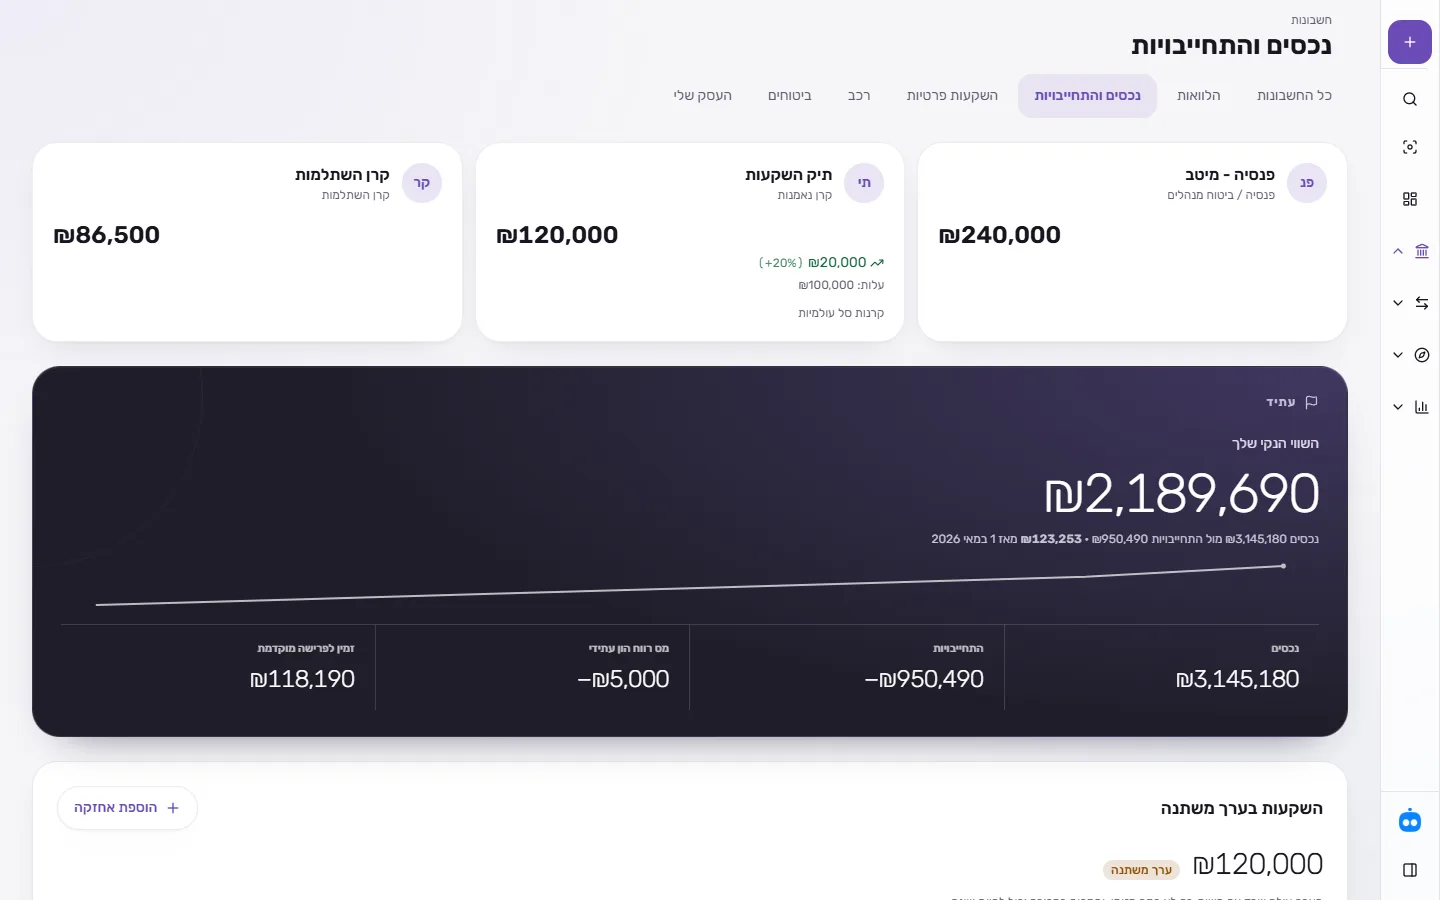 חשבונות
נכסים והתחייבויות
כל החשבונות
הלוואות
נכסים והתחייבויות
השקעות פרטיות
רכב
ביטוחים
העסק שלי
פנ
פנסיה - מיטב
פנסיה / ביטוח מנהלים
₪240,000
תי
תיק השקעות
קרן נאמנות
₪120,000
₪20,000 (+20%)
עלות: ₪100,000
קרנות סל עולמיות
קר
קרן השתלמות
קרן השתלמות
₪86,500
עתיד
השווי הנקי שלך
₪2,189,690
נכסים ₪3,145,180 מול התחייבויות ₪950,490 • ₪123,253 מאז 1 במאי 2026
נכסים
₪3,145,180
התחייבויות
−₪950,490
מס רווח הון עתידי
−₪5,000
זמין לפרישה מוקדמת
₪118,190
השקעות בערך משתנה
הוספת אחזקה
₪120,000
ערך משתנה